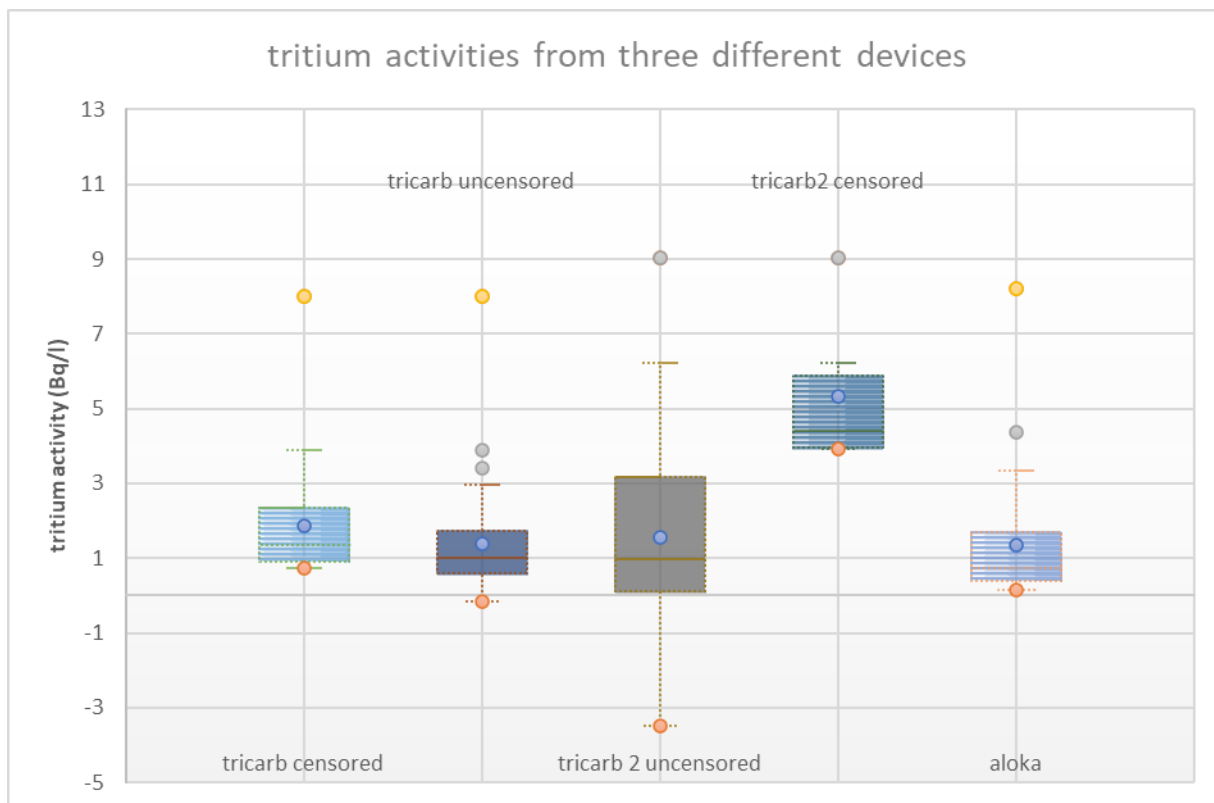 tritium activities from three different devices
13
11
9
7
5
3
1
-1
-3
-5
tritium activity (Bq/l)
tricarb uncensored
tricarb2 censored
tricarb censored
tricarb 2 uncensored
aloka